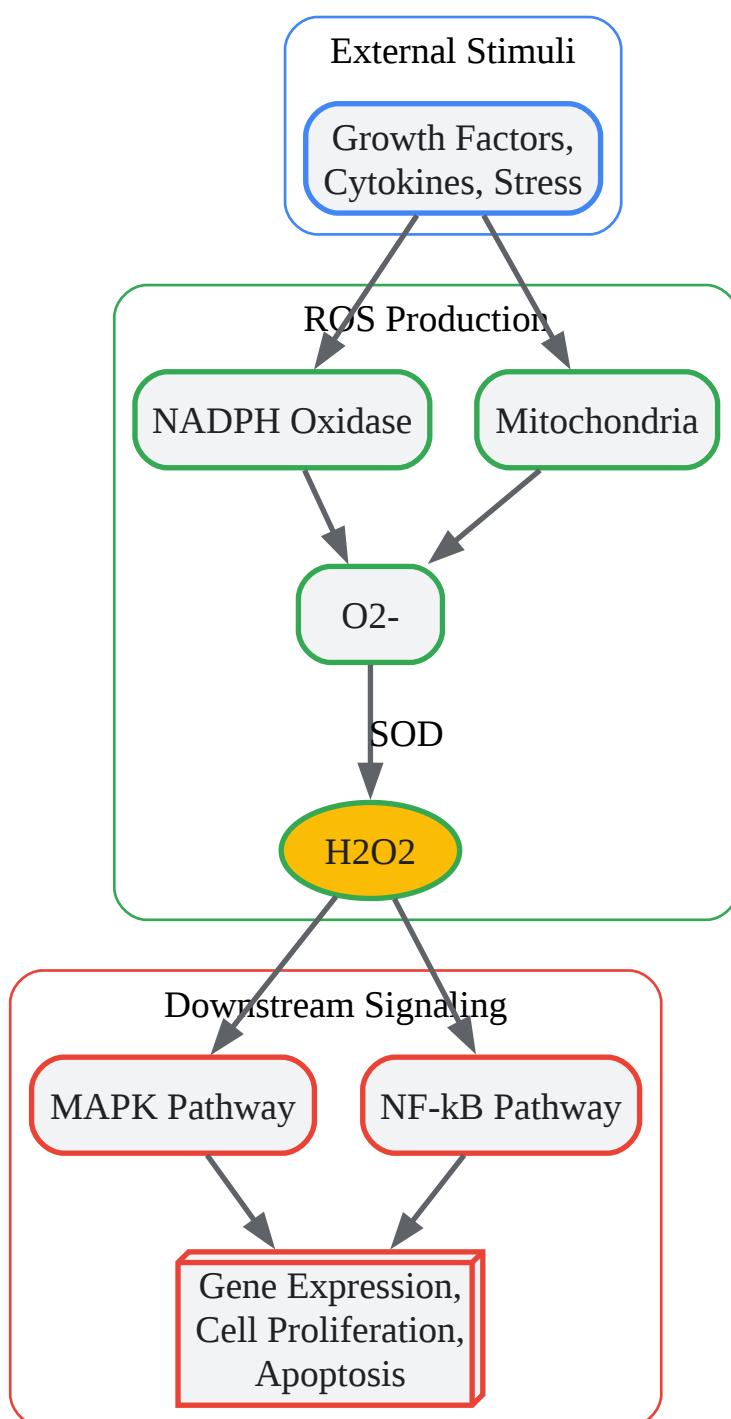 External Stimuli
Growth Factors,
Cytokines, Stress
ROS Production
NADPH Oxidase
Mitochondria
O2-
SOD
H2O2
Downstream Signaling
MAPK Pathway
NF-kB Pathway
Gene Expression,
Cell Proliferation,
Apoptosis